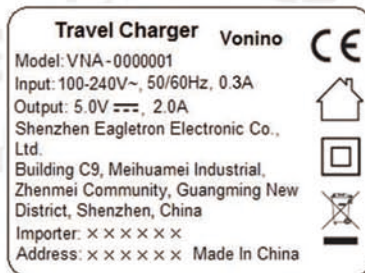 Travel Charger Vonino
Model: VNA-0000001
Input: 100-240V~, 50/60Hz, 0.3A
Output: 5.0V ⎓, 2.0A
Shenzhen Eagletron Electronic Co.,
Ltd.
Building C9, Meihuamei Industrial,
Zhenmei Community, Guangming New
District, Shenzhen, China
Importer: × × × × × ×
Address: × × × × × × Made In China
CE